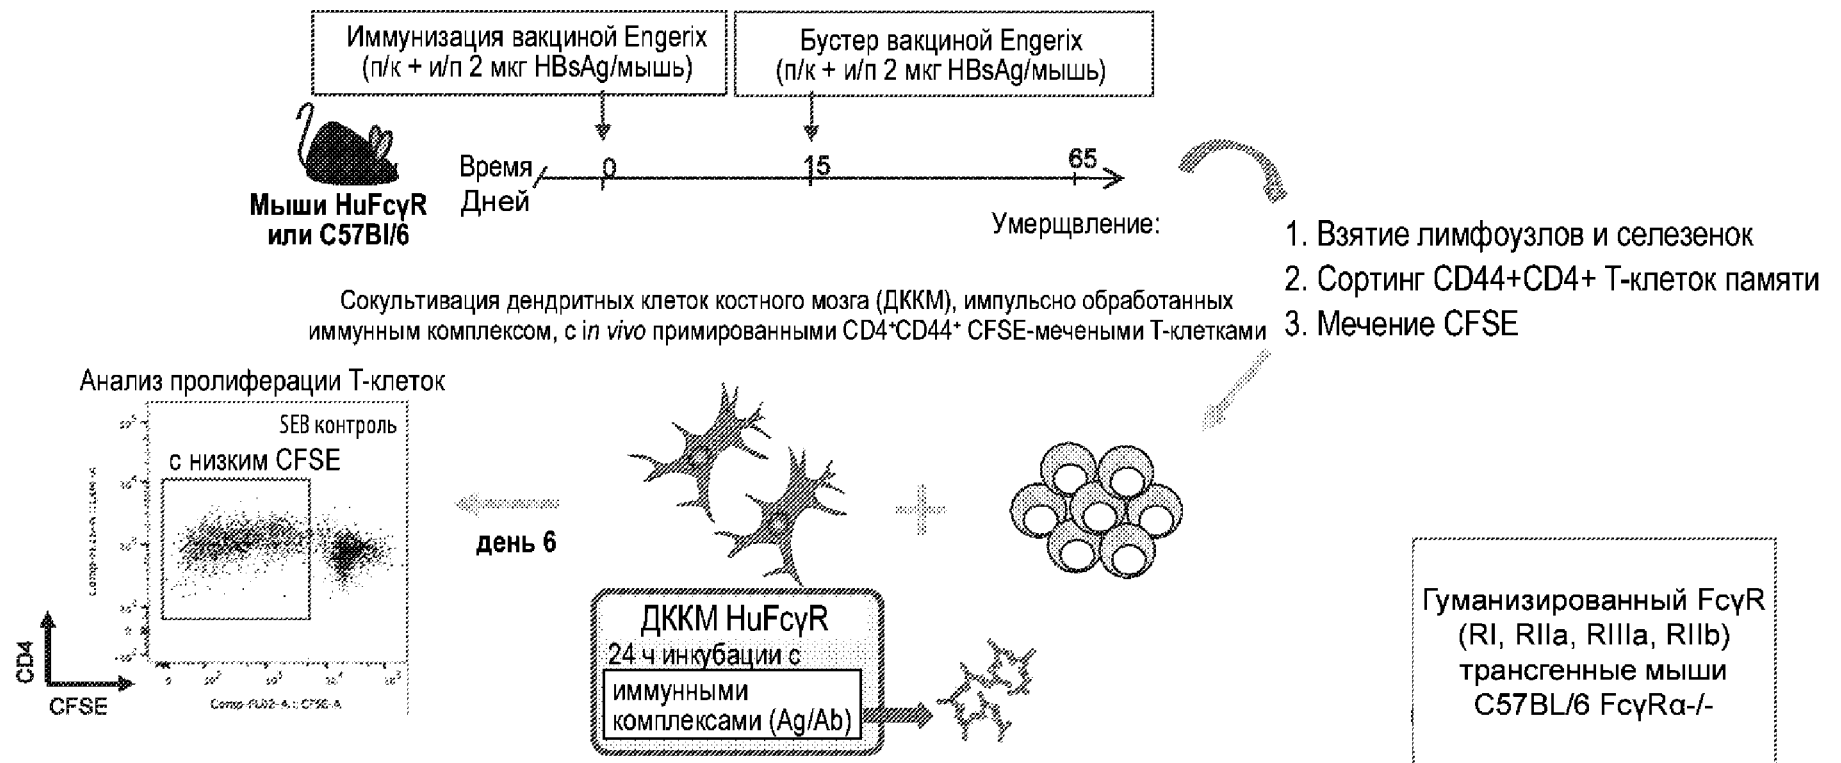 Иммунизация вакциной Engerix
(п/к + и/п 2 мкг HBsAg/мышь)
Бустер вакциной Engerix
(п/к + и/п 2 мкг HBsAg/мышь)
Время
Дней
0
15
65
Мыши HuFcγR
или C57Bl/6
Умерщвление:
1. Взятие лимфоузлов и селезенок
2. Сортинг CD44+CD4+ Т-клеток памяти
3. Мечение CFSE
Сокультивация дендритных клеток костного мозга (ДККМ), импульсно обработанных
иммунным комплексом, с in vivo примированными CD4⁺CD44⁺ CFSE-мечеными Т-клетками
Анализ пролиферации Т-клеток
SEB контроль
с низким CFSE
CD4
CFSE
день 6
ДККМ HuFcγR
24 ч инкубации с
иммунными
комплексами (Ag/Ab)
Гуманизированный FcγR
(RI, RIIa, RIIIa, RIIb)
трансгенные мыши
C57BL/6 FcγRα-/-